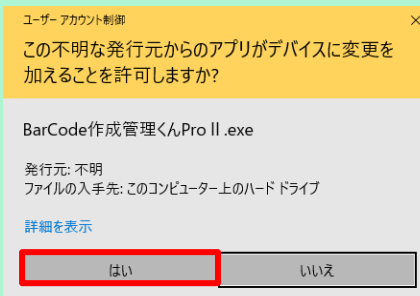 ユーザー アカウント制御
この不明な発行元からのアプリがデバイスに変更を
加えることを許可しますか?
BarCode作成管理くんPro Ⅱ.exe
発行元: 不明
ファイルの入手先: このコンピューター上のハード ドライブ
詳細を表示
はい
いいえ